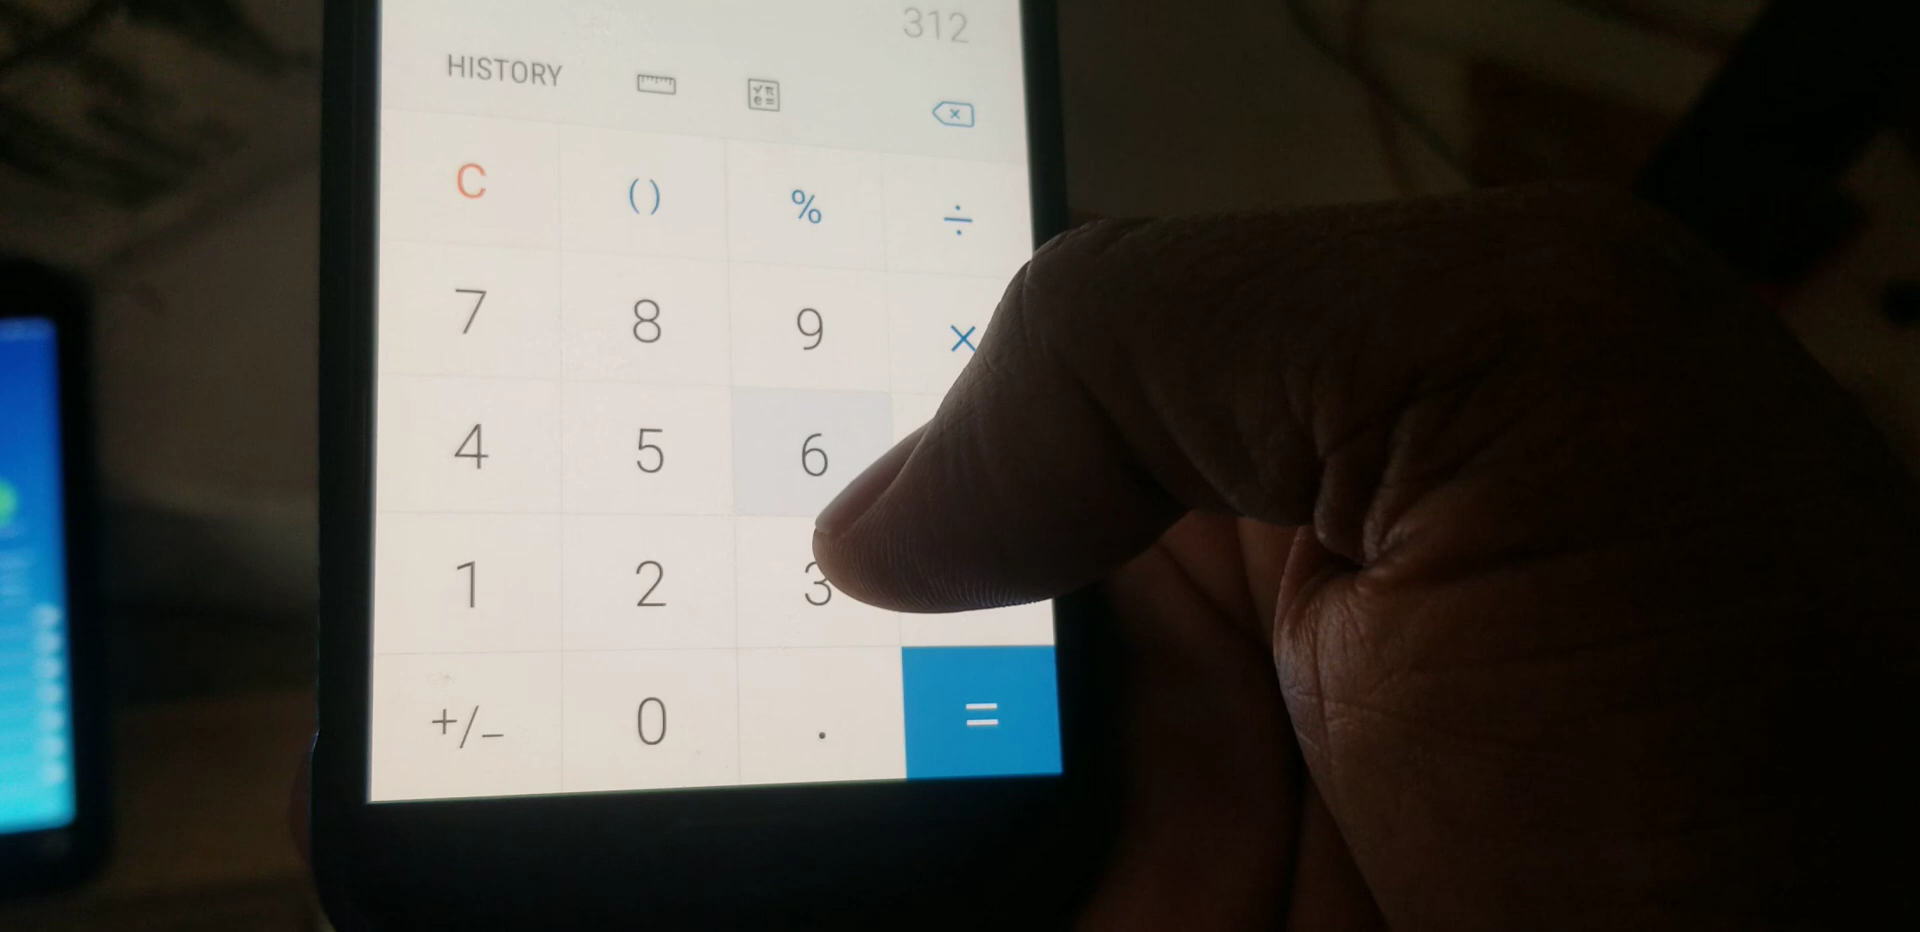 312
HISTORY
√π
e=
C ( ) % ÷
7 8 9 ×
4 5 6
1 2 3
+/− 0 . =